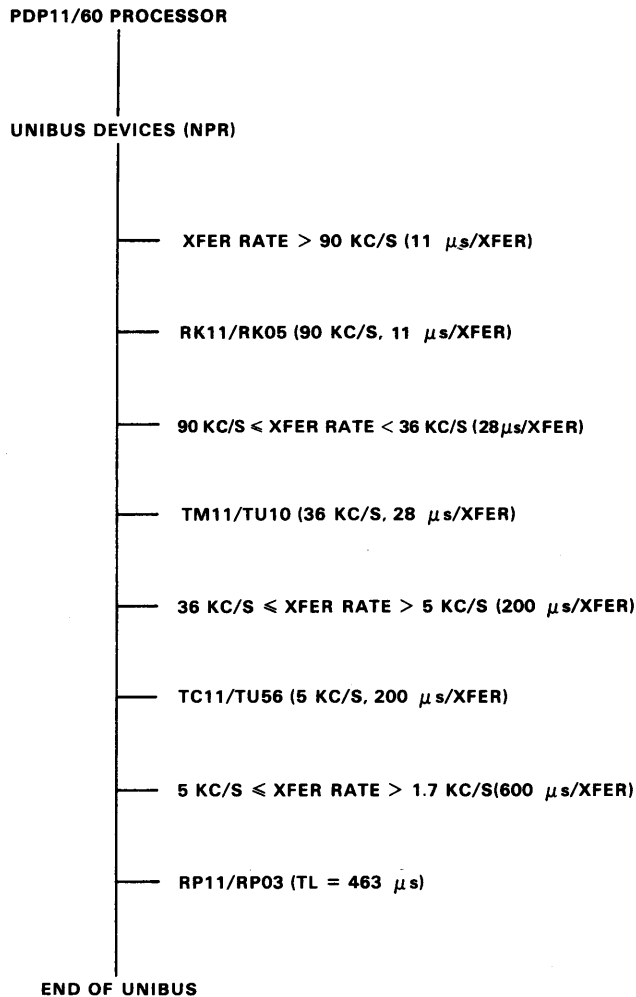 PDP11/60 PROCESSOR
UNIBUS DEVICES (NPR)
XFER RATE > 90 KC/S (11 μs/XFER)
RK11/RK05 (90 KC/S, 11 μs/XFER)
90 KC/S ⩽ XFER RATE < 36 KC/S (28μs/XFER)
TM11/TU10 (36 KC/S, 28 μs/XFER)
36 KC/S ⩽ XFER RATE > 5 KC/S (200 μs/XFER)
TC11/TU56 (5 KC/S, 200 μs/XFER)
5 KC/S ⩽ XFER RATE > 1.7 KC/S(600 μs/XFER)
RP11/RP03 (TL = 463 μs)
END OF UNIBUS